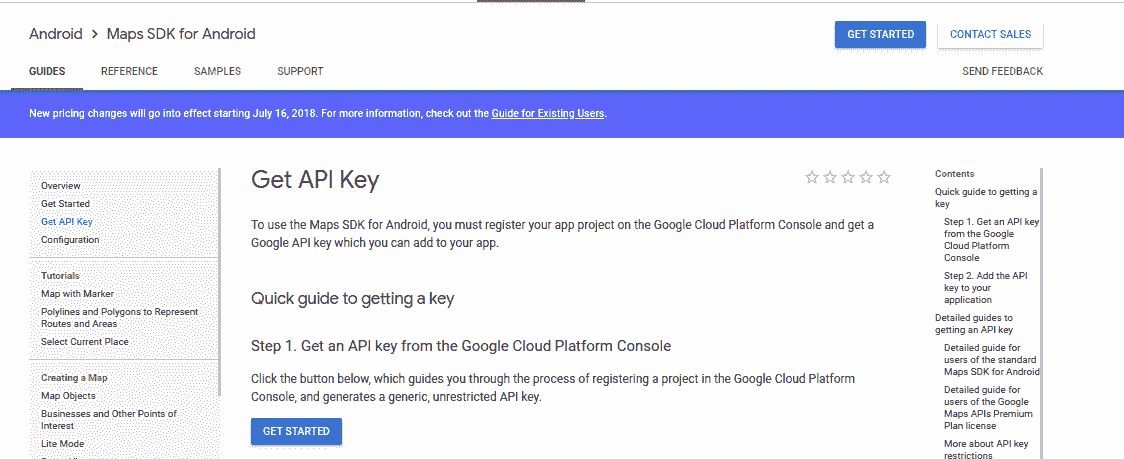 Android > Maps SDK for Android
GET STARTED
CONTACT SALES
GUIDES
REFERENCE
SAMPLES
SUPPORT
SEND FEEDBACK
New pricing changes will go into effect starting July 16, 2018. For more information, check out the Guide for Existing Users.
Overview
Get Started
Get API Key
Configuration
Tutorials
Map with Marker
Polylines and Polygons to Represent
Routes and Areas
Select Current Place
Creating a Map
Map Objects
Businesses and Other Points of
Interest
Lite Mode
Get API Key
To use the Maps SDK for Android, you must register your app project on the Google Cloud Platform Console and get a
Google API key which you can add to your app.
Quick guide to getting a key
Step 1. Get an API key from the Google Cloud Platform Console
Click the button below, which guides you through the process of registering a project in the Google Cloud Platform
Console, and generates a generic, unrestricted API key.
GET STARTED
Contents
Quick guide to getting a
key
Step 1. Get an API key
from the Google
Cloud Platform
Console
Step 2. Add the API
key to your
application
Detailed guides to
getting an API key
Detailed guide for
users of the standard
Maps SDK for Android
Detailed guide for
users of the Google
Maps APIs Premium
Plan license
More about API key
restrictions